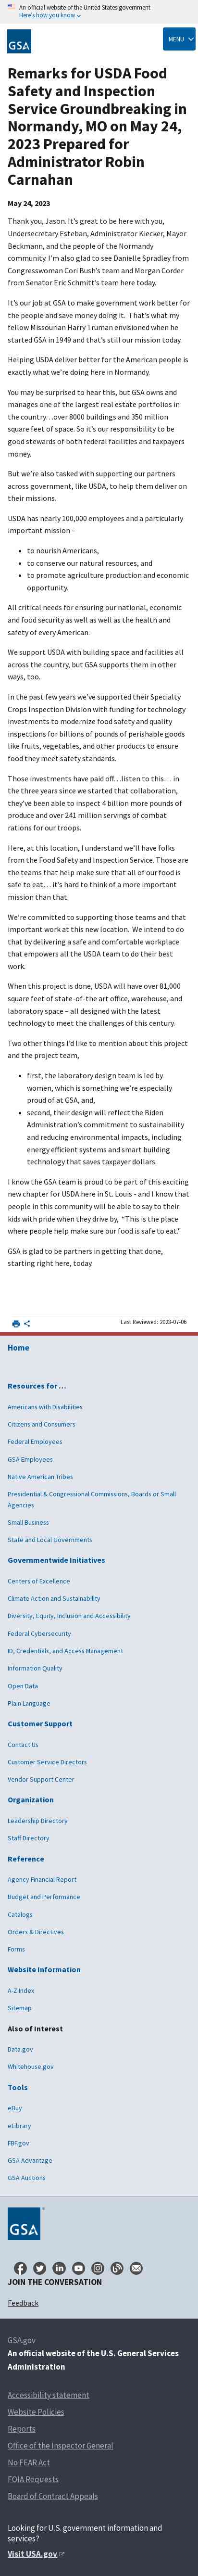 An official website of the United States government
Here's how you know
GSA
MENU
Remarks for USDA Food
Safety and Inspection
Service Groundbreaking in
Normandy, MO on May 24,
2023 Prepared for
Administrator Robin
Carnahan
May 24, 2023
Thank you, Jason. It's great to be here with you,
Undersecretary Esteban, Administrator Kiecker, Mayor
Beckmann, and the people of the Normandy
community. I'm also glad to see Danielle Spradley from
Congresswoman Cori Bush's team and Morgan Corder
from Senator Eric Schmitt's team here today.
It's our job at GSA to make government work better for
people and save money doing it.  That's what my
fellow Missourian Harry Truman envisioned when he
started GSA in 1949 and that's still our mission today.
Helping USDA deliver better for the American people is
exactly what we're doing here in Normandy.
You may be surprised to hear this, but GSA owns and
manages one of the largest real estate portfolios in
the country…over 8000 buildings and 350 million
square feet of space. So it's our responsibility to be
good stewards of both federal facilities and taxpayers
money.
But we're also tasked with supporting our partners
across government, like USDA, to help them deliver on
their missions.
USDA has nearly 100,000 employees and a particularly
important mission –
• to nourish Americans,
• to conserve our natural resources, and
• to promote agriculture production and economic
opportunity.
All critical needs for ensuring our national, economic
and food security as well as overall health and the
safety of every American.
We support USDA with building space and facilities all
across the country, but GSA supports them in other
ways, too.
In the past few years we've supported their Specialty
Crops Inspection Division with funding for technology
investments to modernize food safety and quality
inspections for billions of pounds of perishable goods
like fruits, vegetables, and other products to ensure
food they meet safety standards.
Those investments have paid off…listen to this… in
the three years since we started that collaboration,
they've been able to inspect 4 billion more pounds of
produce and over 241 million servings of combat
rations for our troops.
Here, at this location, I understand we'll have folks
from the Food Safety and Inspection Service. Those are
the teams that help make sure that all of our food is
safe to eat… it's is hard to think of a more important
mission than that.
We're committed to supporting these teams and that
important work at this new location.  We intend to do
that by delivering a safe and comfortable workplace
that empowers all the USDA team to do their best
work.
When this project is done, USDA will have over 81,000
square feet of state-of-the art office, warehouse, and
laboratory space – all designed with the latest
technology to meet the challenges of this century.
Two other things I'd like to mention about this project
and the project team,
• first, the laboratory design team is led by
women, which is something we're especially
proud of at GSA, and,
• second, their design will reflect the Biden
Administration's commitment to sustainability
and reducing environmental impacts, including
energy efficient systems and smart building
technology that saves taxpayer dollars.
I know the GSA team is proud to be part of this exciting
new chapter for USDA here in St. Louis - and I know that
people in the community will say with pride for many
years that when they drive by,  "This is the place
where people help make sure our food is safe to eat."
GSA is glad to be partners in getting that done,
starting right here, today.
Last Reviewed: 2023-07-06
Home
Resources for …
Americans with Disabilities
Citizens and Consumers
Federal Employees
GSA Employees
Native American Tribes
Presidential & Congressional Commissions, Boards or Small
Agencies
Small Business
State and Local Governments
Governmentwide Initiatives
Centers of Excellence
Climate Action and Sustainability
Diversity, Equity, Inclusion and Accessibility
Federal Cybersecurity
ID, Credentials, and Access Management
Information Quality
Open Data
Plain Language
Customer Support
Contact Us
Customer Service Directors
Vendor Support Center
Organization
Leadership Directory
Staff Directory
Reference
Agency Financial Report
Budget and Performance
Catalogs
Orders & Directives
Forms
Website Information
A-Z Index
Sitemap
Also of Interest
Data.gov
Whitehouse.gov
Tools
eBuy
eLibrary
FBF.gov
GSA Advantage
GSA Auctions
GSA
JOIN THE CONVERSATION
Feedback
GSA.gov
An official website of the U.S. General Services
Administration
Accessibility statement
Website Policies
Reports
Office of the Inspector General
No FEAR Act
FOIA Requests
Board of Contract Appeals
Looking for U.S. government information and
services?
Visit USA.gov